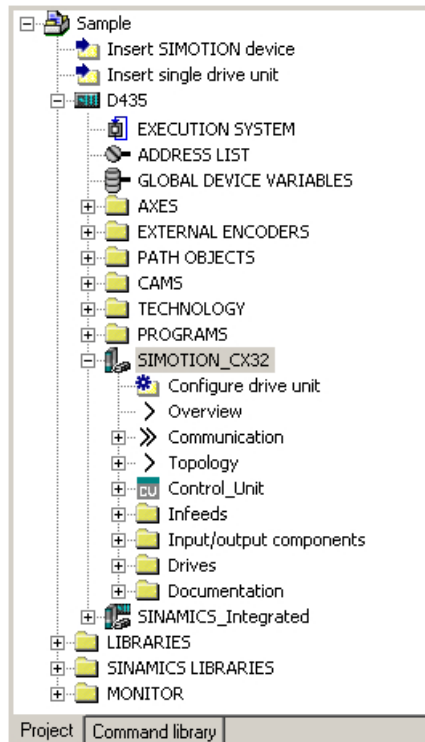 Sample
Insert SIMOTION device
Insert single drive unit
D435
EXECUTION SYSTEM
ADDRESS LIST
GLOBAL DEVICE VARIABLES
AXES
EXTERNAL ENCODERS
PATH OBJECTS
CAMS
TECHNOLOGY
PROGRAMS
SIMOTION_CX32
Configure drive unit
Overview
Communication
Topology
CU Control_Unit
Infeeds
Input/output components
Drives
Documentation
SINAMICS_Integrated
LIBRARIES
SINAMICS LIBRARIES
MONITOR
Project Command library